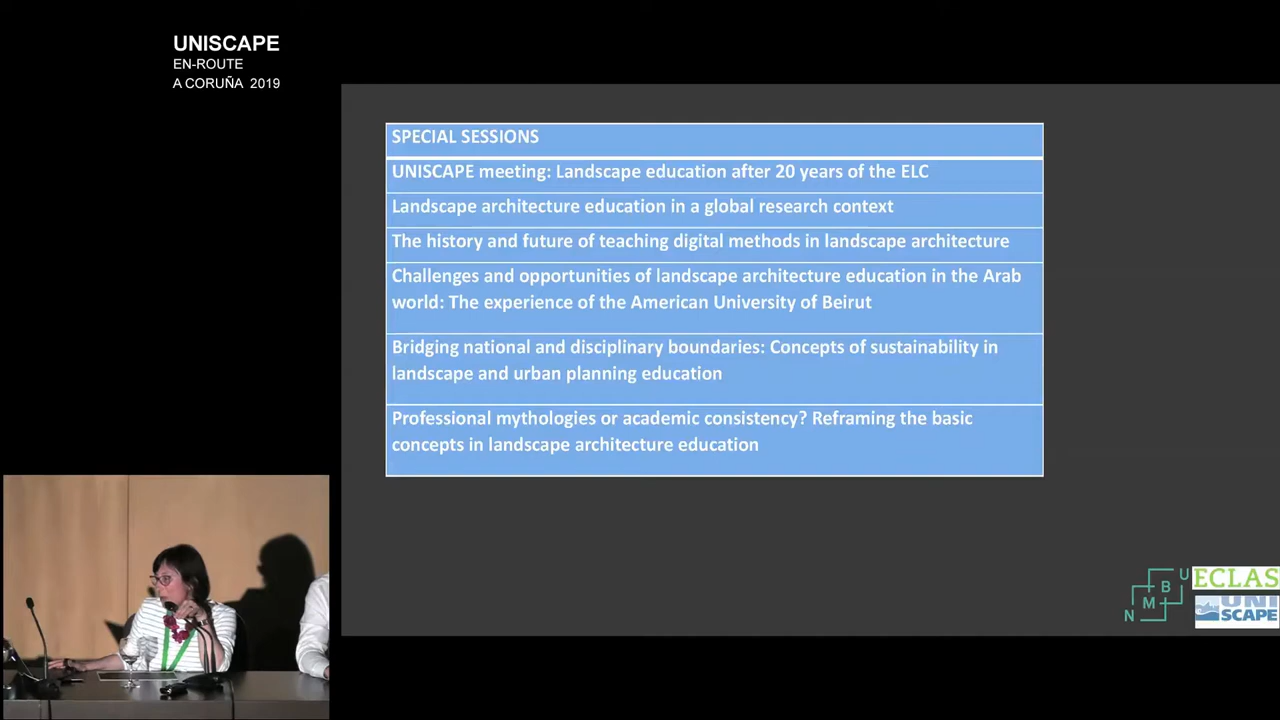 UNISCAPE
EN-ROUTE
A CORUÑA 2019
SPECIAL SESSIONS
UNISCAPE meeting: Landscape education after 20 years of the ELC
Landscape architecture education in a global research context
The history and future of teaching digital methods in landscape architecture
Challenges and opportunities of landscape architecture education in the Arab
world: The experience of the American University of Beirut
Bridging national and disciplinary boundaries: Concepts of sustainability in
landscape and urban planning education
Professional mythologies or academic consistency? Reframing the basic
concepts in landscape architecture education
N M B U
ECLAS
UNI
SCAPE